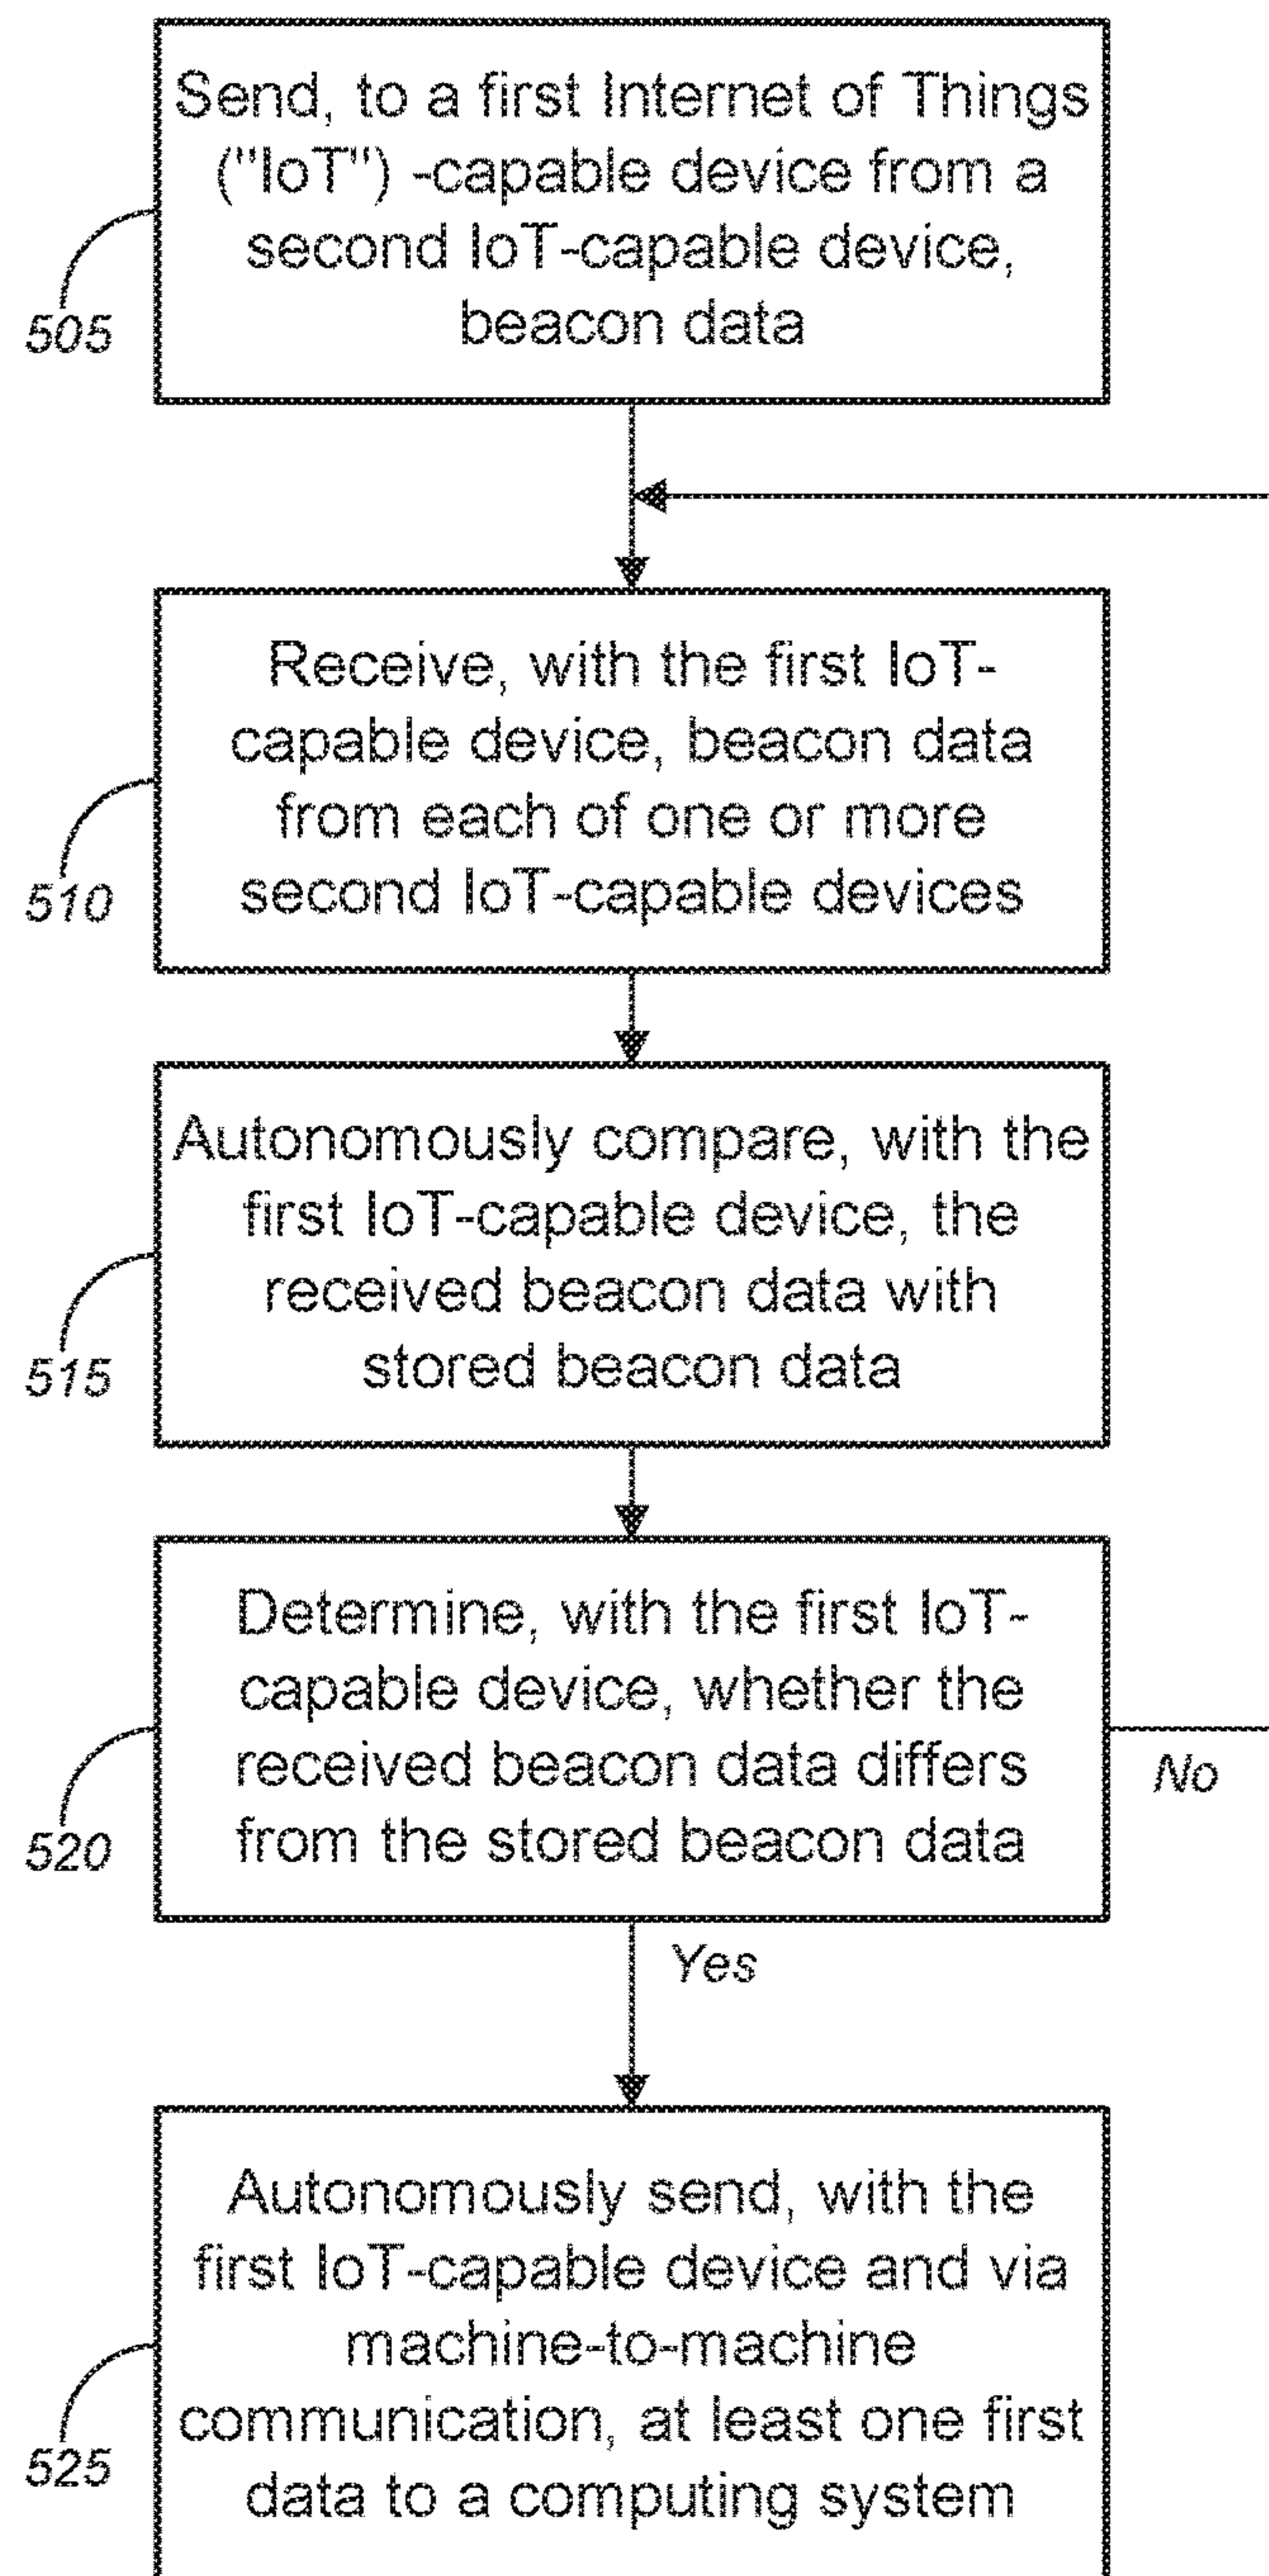 Send, to a first Internet of Things
("IoT") -capable device from a
second IoT-capable device,
beacon data
505
Receive, with the first IoT-
capable device, beacon data
from each of one or more
second IoT-capable devices
510
Autonomously compare, with the
first IoT-capable device, the
received beacon data with
stored beacon data
515
Determine, with the first IoT-
capable device, whether the
received beacon data differs
from the stored beacon data
520
No
Yes
Autonomously send, with the
first IoT-capable device and via
machine-to-machine
communication, at least one first
data to a computing system
525